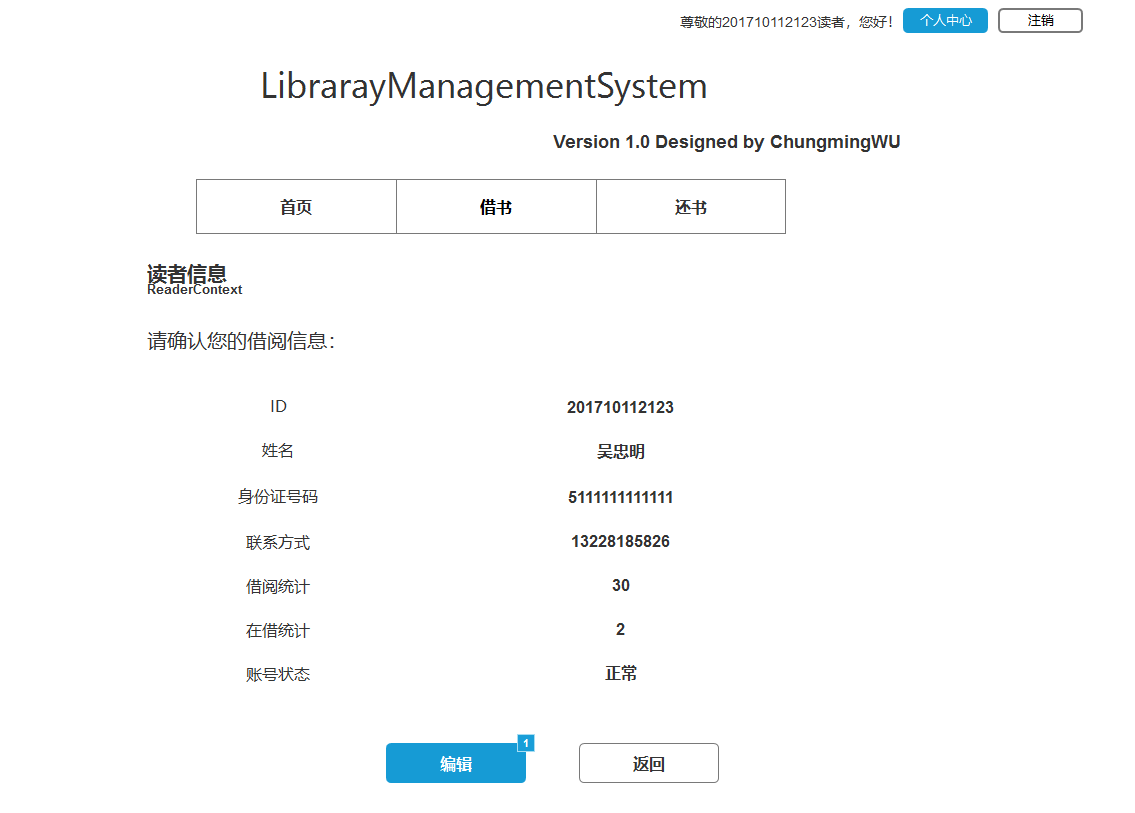 尊敬的201710112123读者，您好！ 个人中心 注销
LibrarayManagementSystem
Version 1.0 Designed by ChungmingWU
首页 借书 还书
读者信息
ReaderContext
请确认您的借阅信息：
ID 201710112123
姓名 吴忠明
身份证号码 5111111111111
联系方式 13228185826
借阅统计 30
在借统计 2
账号状态 正常
1
编辑 返回